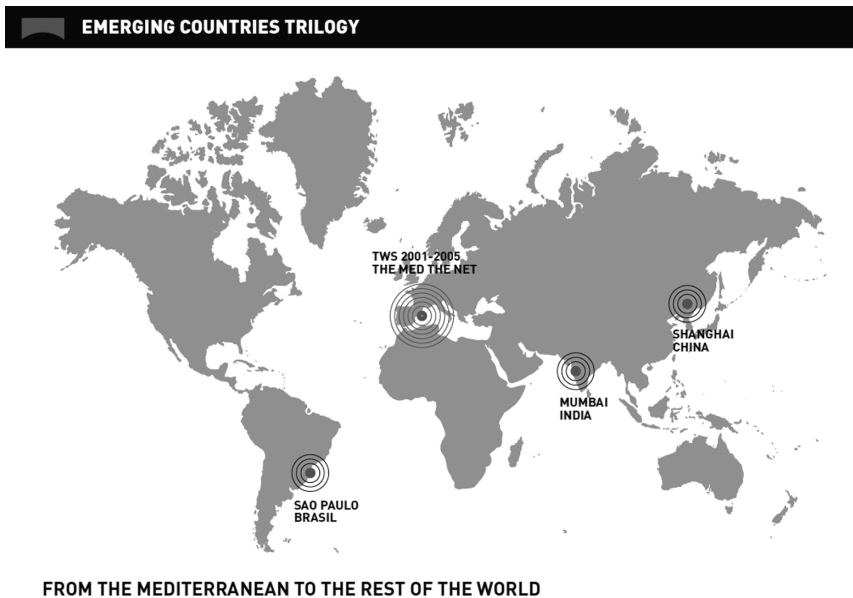 EMERGING COUNTRIES TRILOGY
TWS 2001-2005
THE MED THE NET
SHANGHAI
CHINA
MUMBAI
INDIA
SAO PAULO
BRASIL
FROM THE MEDITERRANEAN TO THE REST OF THE WORLD